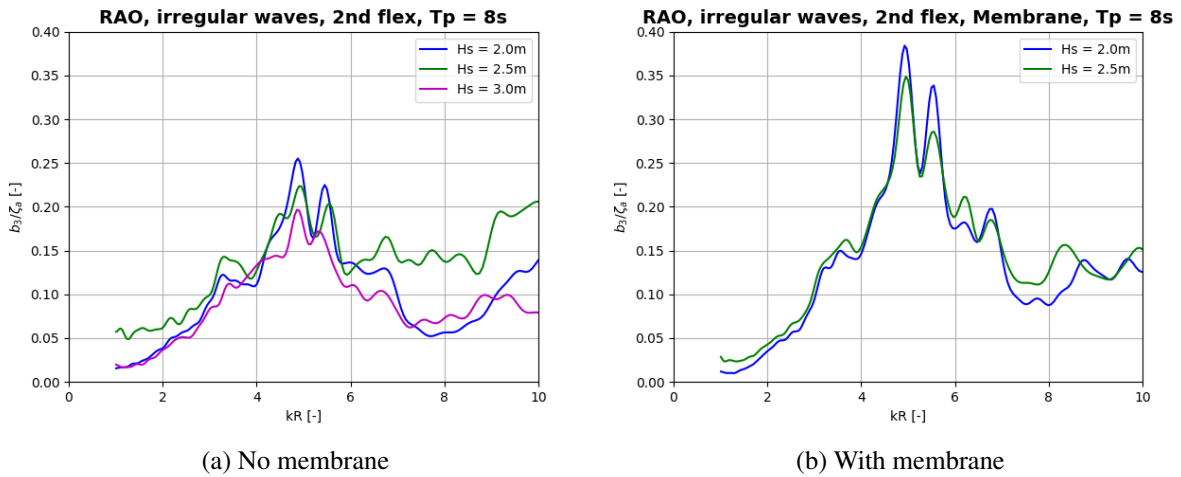 RAO, irregular waves, 2nd flex, Tp = 8s
Hs = 2.0m
Hs = 2.5m
Hs = 3.0m
0.40
0.35
0.30
0.25
0.20
0.15
0.10
0.05
0.00
b₃/ζₐ [-]
0 2 4 6 8 10
kR [-]
(a) No membrane
RAO, irregular waves, 2nd flex, Membrane, Tp = 8s
Hs = 2.0m
Hs = 2.5m
0.40
0.35
0.30
0.25
0.20
0.15
0.10
0.05
0.00
b₃/ζₐ [-]
0 2 4 6 8 10
kR [-]
(b) With membrane